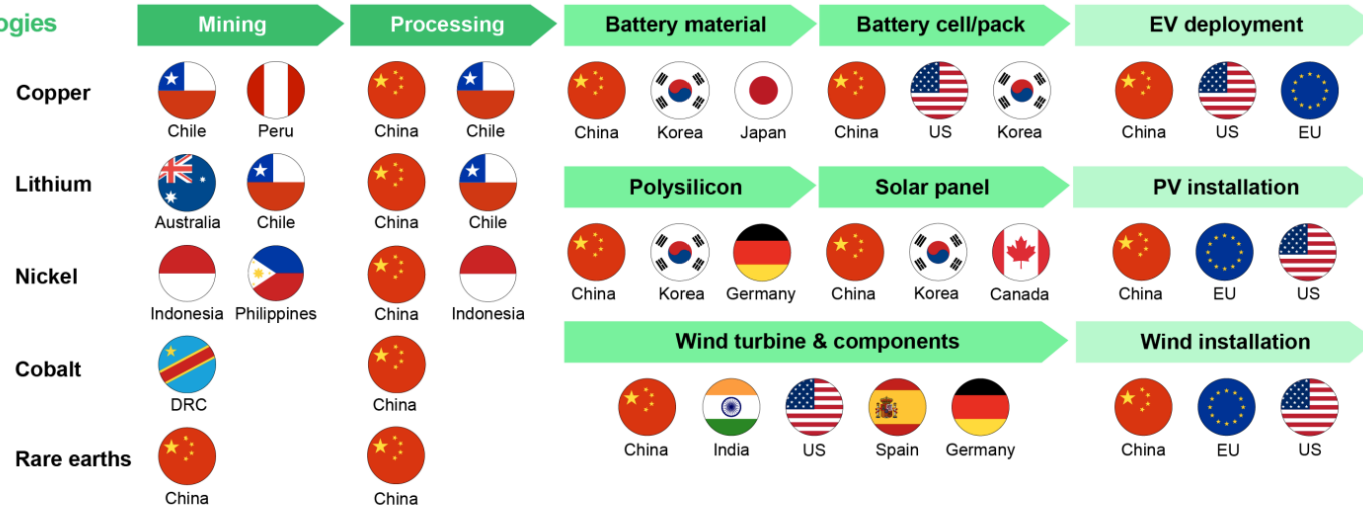 ogies
Mining
Processing
Battery material
Battery cell/pack
EV deployment
Copper
Chile
Peru
China
Chile
China
Korea
Japan
China
US
Korea
China
US
EU
Lithium
Australia
Chile
China
Chile
Polysilicon
Solar panel
PV installation
Nickel
Indonesia
Philippines
China
Indonesia
China
Korea
Germany
China
Korea
Canada
China
EU
US
Wind turbine & components
Wind installation
Cobalt
DRC
China
China
India
US
Spain
Germany
China
EU
US
Rare earths
China
China